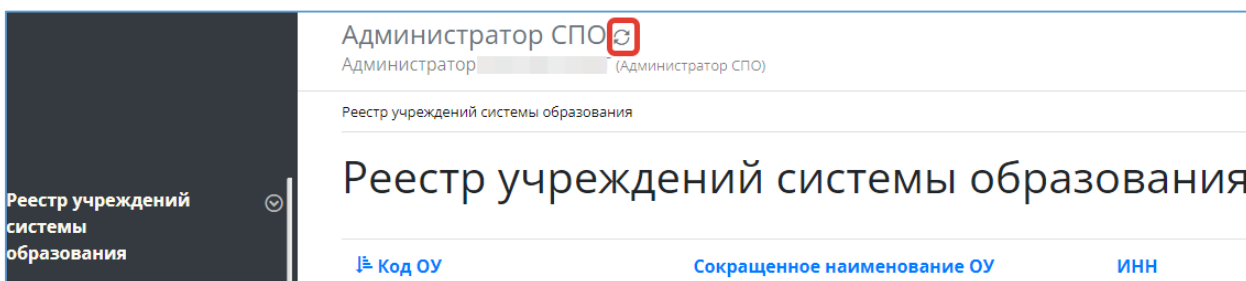 Администратор СПО
Администратор (Администратор СПО)
Реестр учреждений системы образования
Реестр учреждений системы образования
Реестр учреждений
системы
образования
Код ОУ Сокращенное наименование ОУ ИНН